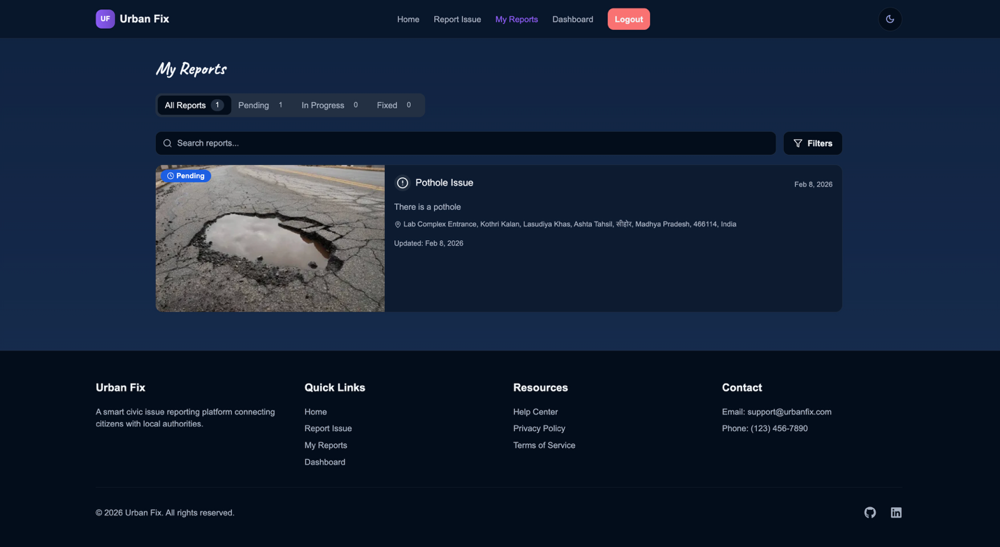 UF Urban Fix Home Report Issue My Reports Dashboard Logout
My Reports
All Reports 1 Pending 1 In Progress 0 Fixed 0
Search reports... Filters
Pending
Pothole Issue Feb 8, 2026
There is a pothole
Lab Complex Entrance, Kothri Kalan, Lasudiya Khas, Ashta Tahsil, सीहोर, Madhya Pradesh, 466114, India
Updated: Feb 8, 2026
Urban Fix
A smart civic issue reporting platform connecting
citizens with local authorities.
Quick Links
Home
Report Issue
My Reports
Dashboard
Resources
Help Center
Privacy Policy
Terms of Service
Contact
Email: support@urbanfix.com
Phone: (123) 456-7890
© 2026 Urban Fix. All rights reserved.
in